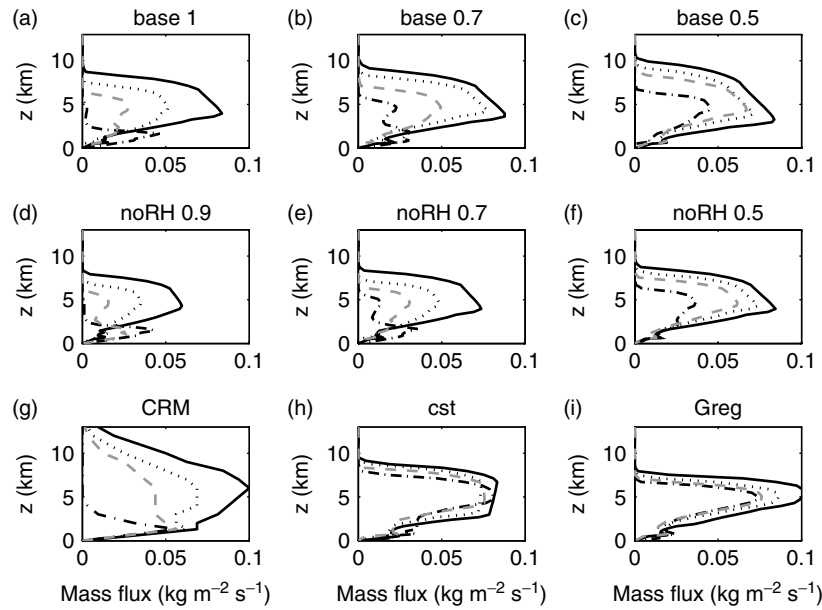 (a) base 1
z (km)
10
5
0
0 0.05 0.1
(b) base 0.7
z (km)
10
5
0
0 0.05 0.1
(c) base 0.5
z (km)
10
5
0
0 0.05 0.1
(d) noRH 0.9
z (km)
10
5
0
0 0.05 0.1
(e) noRH 0.7
z (km)
10
5
0
0 0.05 0.1
(f) noRH 0.5
z (km)
10
5
0
0 0.05 0.1
(g) CRM
z (km)
10
5
0
0 0.05 0.1
Mass flux (kg m−2 s−1)
(h) cst
z (km)
10
5
0
0 0.05 0.1
Mass flux (kg m−2 s−1)
(i) Greg
z (km)
10
5
0
0 0.05 0.1
Mass flux (kg m−2 s−1)